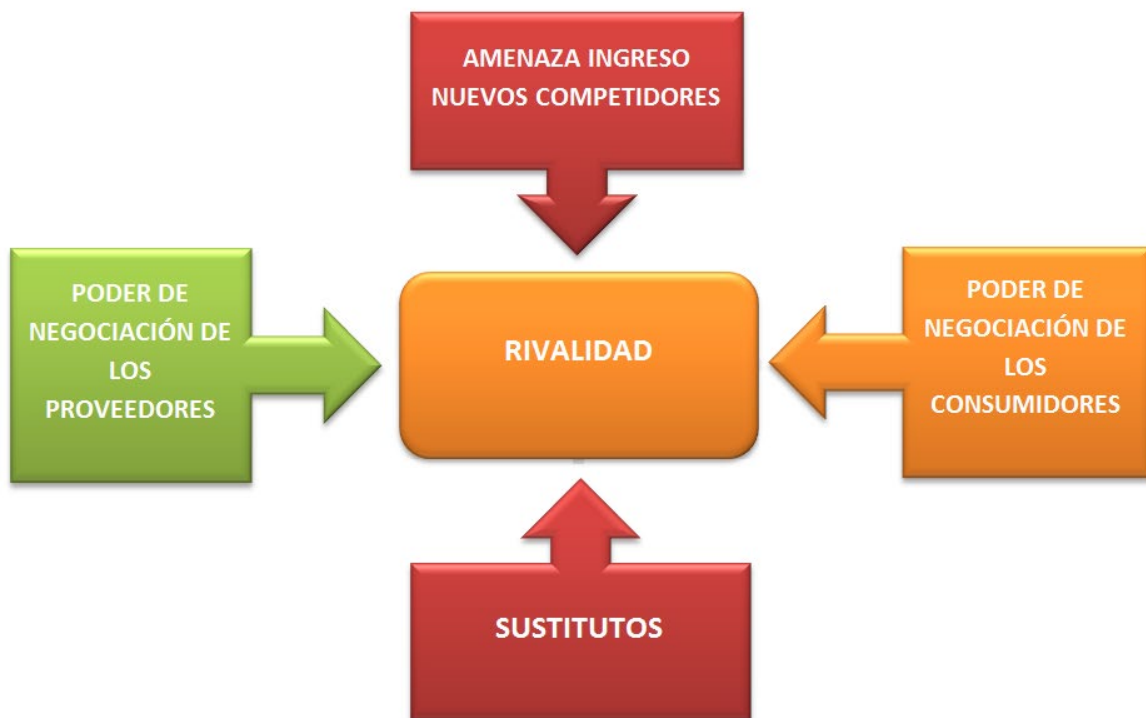 AMENAZA INGRESO
NUEVOS COMPETIDORES
PODER DE
NEGOCIACIÓN DE
LOS
PROVEEDORES
RIVALIDAD
PODER DE
NEGOCIACIÓN DE
LOS
CONSUMIDORES
SUSTITUTOS